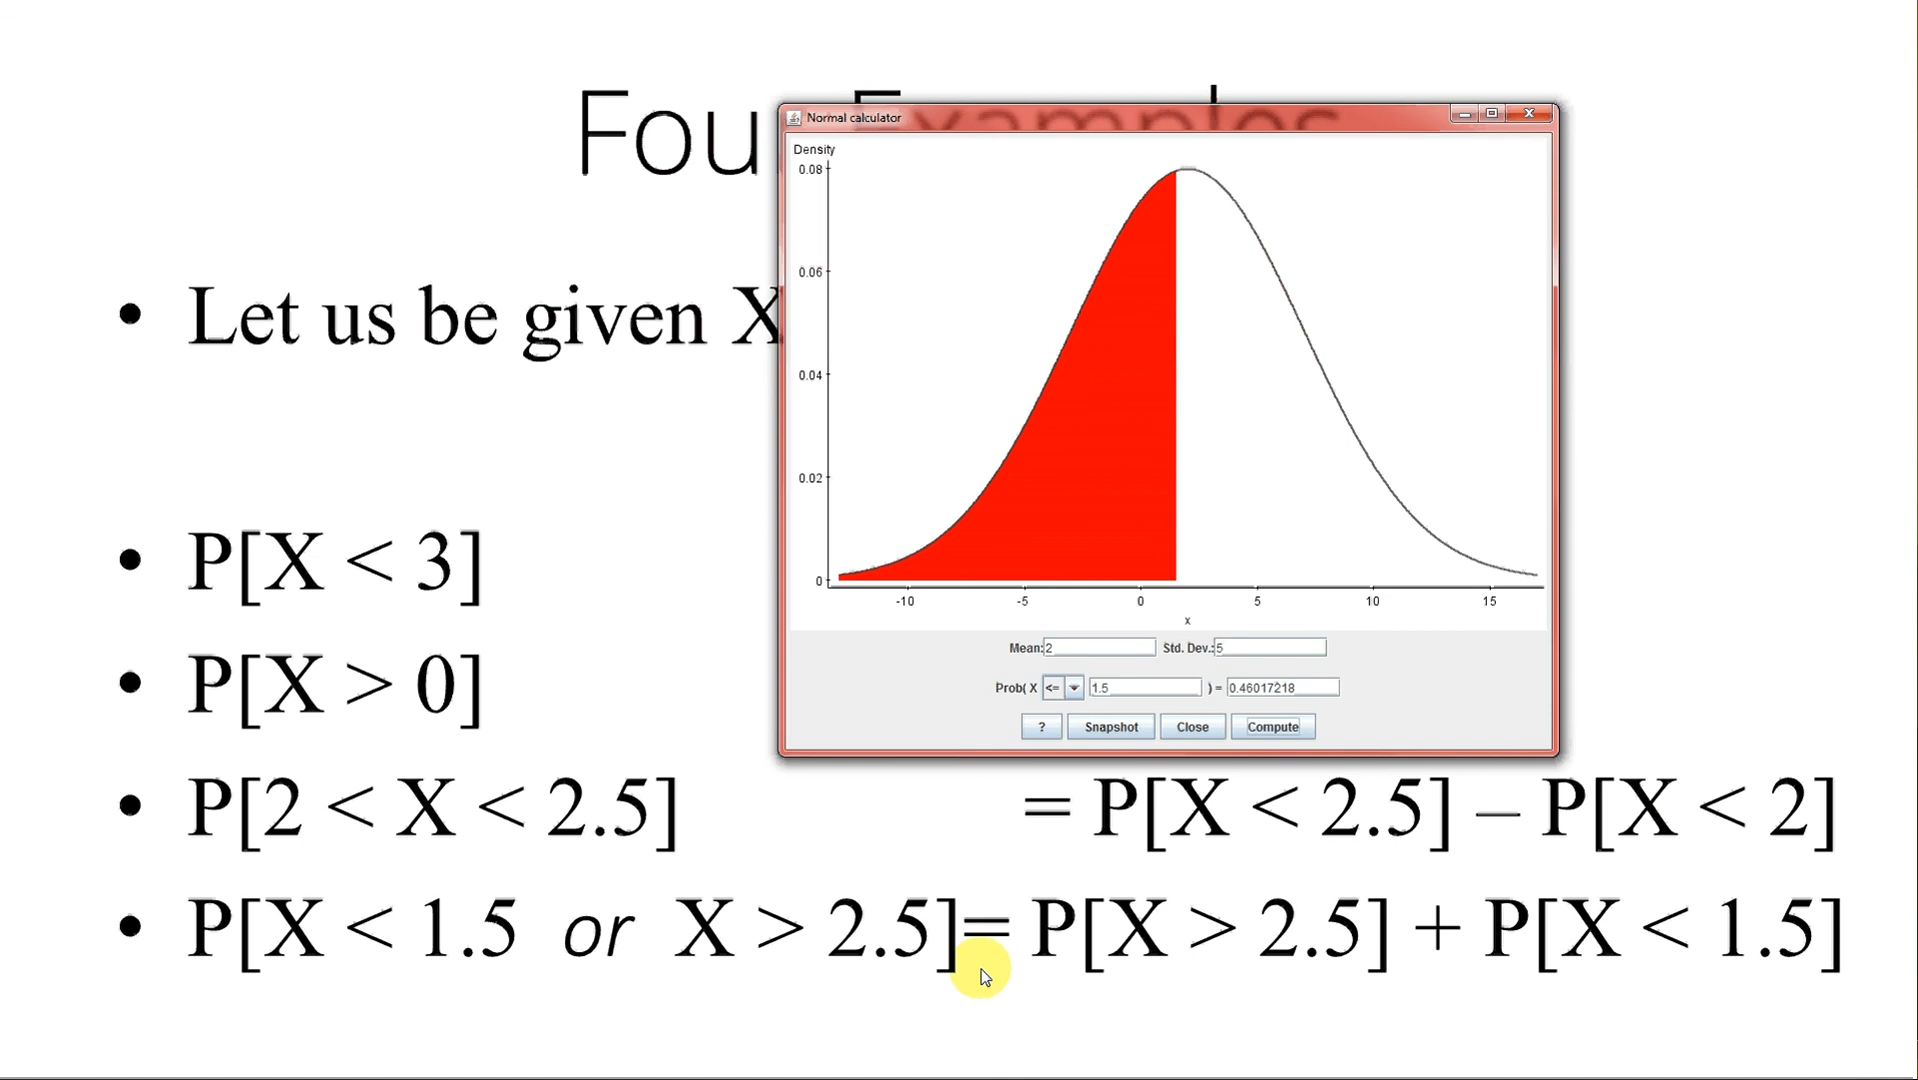 Fou
• Let us be given X
• P[X < 3]
• P[X > 0]
• P[2 < X < 2.5] = P[X < 2.5] – P[X < 2]
• P[X < 1.5 or X > 2.5]= P[X > 2.5] + P[X < 1.5]
Normal calculator
Density
0.08
0.06
0.04
0.02
0
-10 -5 0 5 10 15
x
Mean: 2 Std. Dev.: 5
Prob( X <= 1.5 ) = 0.46017218
? Snapshot Close Compute